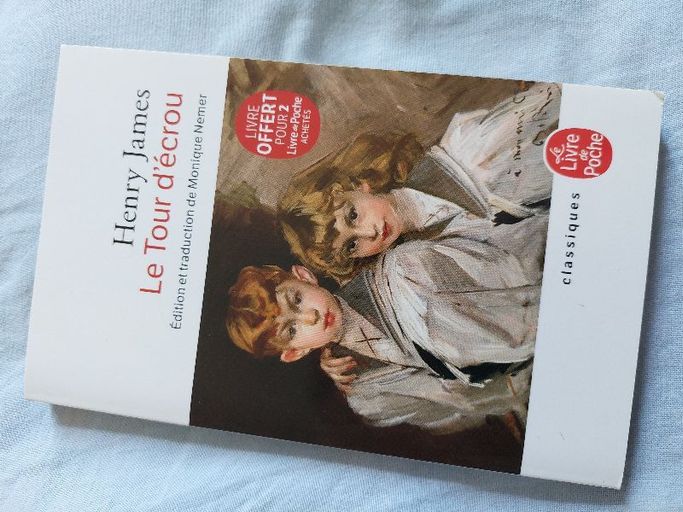 Henry James
Le Tour d'écrou
Édition et traduction de Monique Nemer
LIVRE
OFFERT
POUR 2
Livre de Poche
ACHETÉS
Le
Livre
de
Poche
classiques